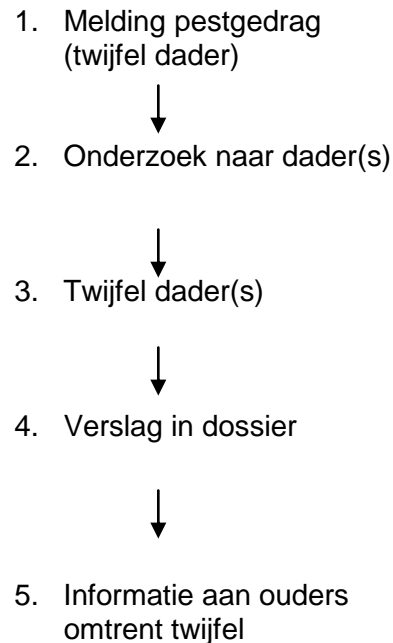 1. Melding pestgedrag
(twijfel dader)
2. Onderzoek naar dader(s)
3. Twijfel dader(s)
4. Verslag in dossier
5. Informatie aan ouders
omtrent twijfel